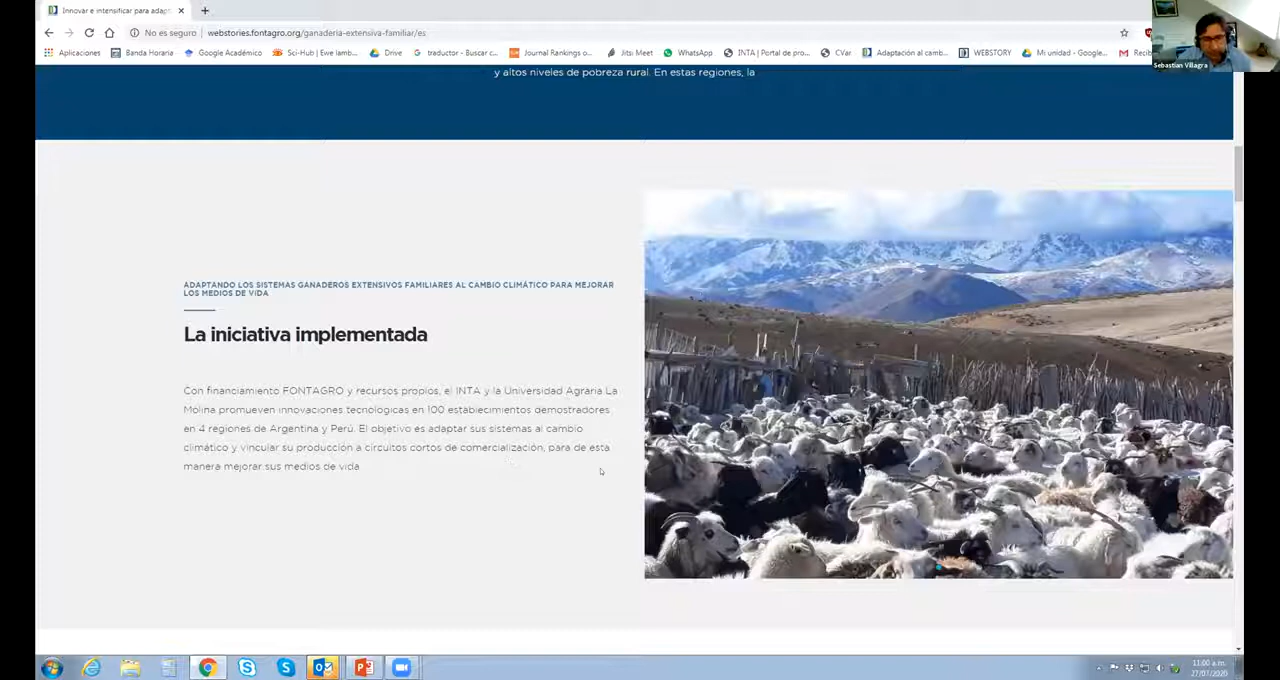 Innovar e intensificar para adap
No es seguro
webstories.fontagro.org/ganaderia-extensiva-familiar/es
Aplicaciones
Banda Horaria
Google Académico
Sci-Hub | Ewe lamb...
Drive
traductor - Buscar c...
Journal Rankings o...
Jitsi Meet
WhatsApp
INTA | Portal de pro...
CVar
Adaptación al camb...
WEBSTORY
Mi unidad - Google...
Sebastian Villagra
y altos niveles de pobreza rural. En estas regiones, la
ADAPTANDO LOS SISTEMAS GANADEROS EXTENSIVOS FAMILIARES AL CAMBIO CLIMÁTICO PARA MEJORAR
LOS MEDIOS DE VIDA
La iniciativa implementada
Con financiamiento FONTAGRO y recursos propios, el INTA y la Universidad Agraria La
Molina promueven innovaciones tecnológicas en 100 establecimientos demostradores
en 4 regiones de Argentina y Perú. El objetivo es adaptar sus sistemas al cambio
climático y vincular su producción a circuitos cortos de comercialización, para de esta
manera mejorar sus medios de vida
11:00 a.m.
27/07/2020